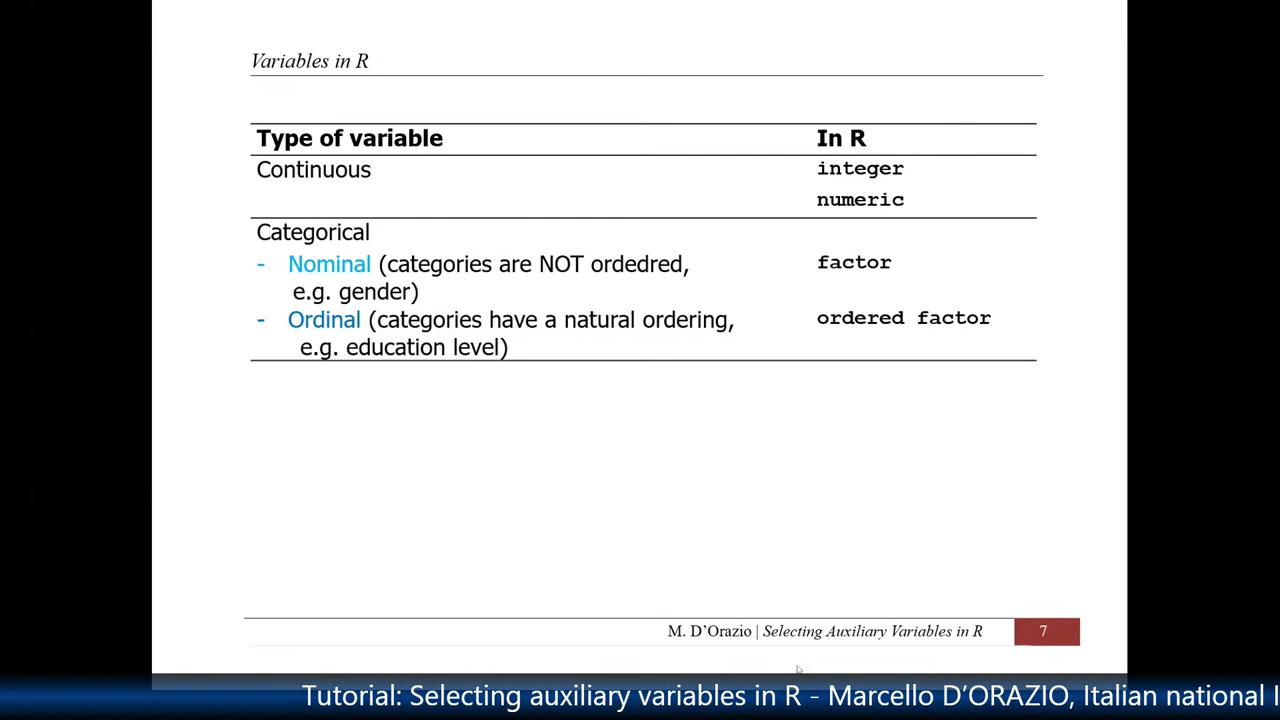 Variables in R
Type of variable In R
Continuous integer
numeric
Categorical
- Nominal (categories are NOT ordedred, factor
e.g. gender)
- Ordinal (categories have a natural ordering, ordered factor
e.g. education level)
M. D'Orazio | Selecting Auxiliary Variables in R 7
Tutorial: Selecting auxiliary variables in R - Marcello D'ORAZIO, Italian national